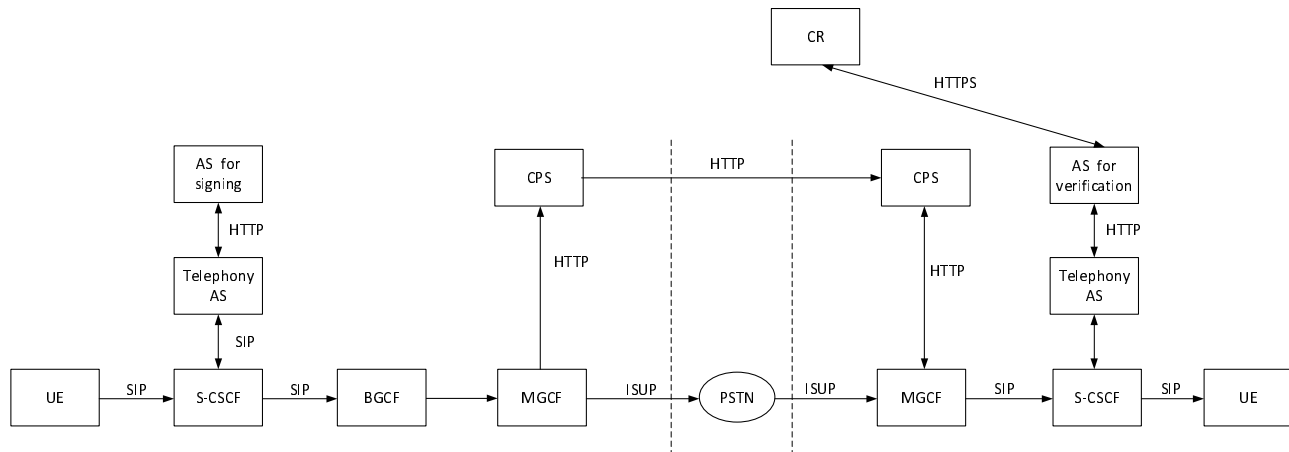 CR
HTTPS
AS for
signing
CPS
HTTP
CPS
AS for
verification
HTTP
HTTP
Telephony
AS
HTTP
HTTP
Telephony
AS
SIP
UE
SIP
S-CSCF
SIP
BGCF
MGCF
ISUP
PSTN
ISUP
MGCF
SIP
S-CSCF
SIP
UE